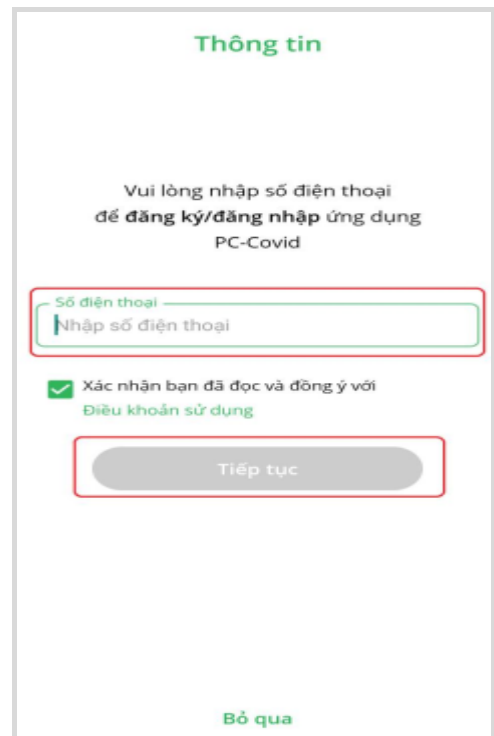 Thông tin
Vui lòng nhập số điện thoại
để đăng ký/đăng nhập ứng dụng
PC-Covid
Số điện thoại
Nhập số điện thoại
Xác nhận bạn đã đọc và đồng ý với
Điều khoản sử dụng
Tiếp tục
Bỏ qua